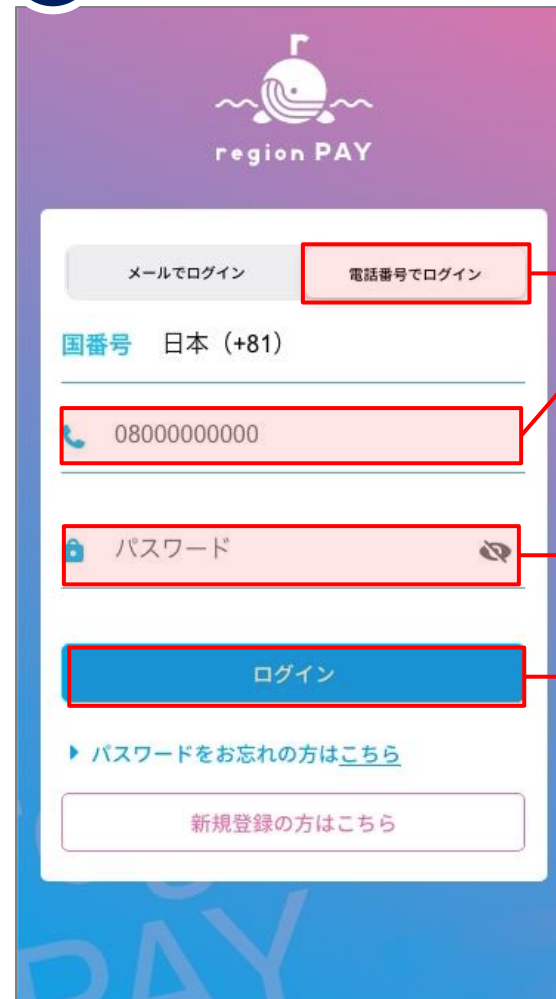 region PAY
メールでログイン
電話番号でログイン
国番号 日本（+81）
08000000000
パスワード
ログイン
パスワードをお忘れの方はこちら
新規登録の方はこちら
PAY